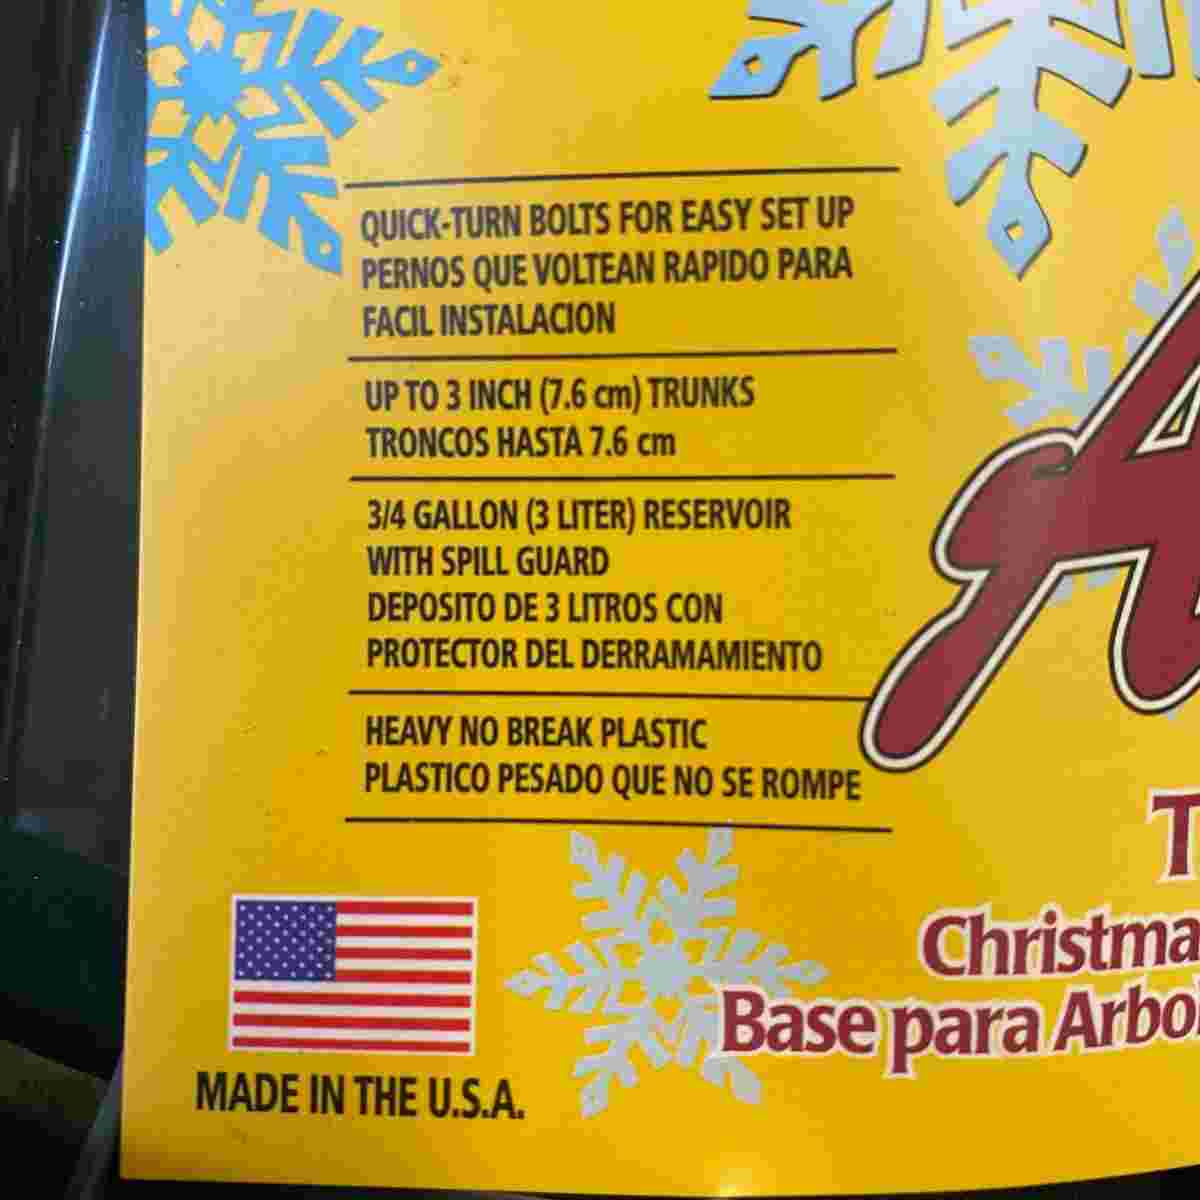 QUICK-TURN BOLTS FOR EASY SET UP
PERNOS QUE VOLTEAN RAPIDO PARA
FACIL INSTALACION
UP TO 3 INCH (7.6 cm) TRUNKS
TRONCOS HASTA 7.6 cm
3/4 GALLON (3 LITER) RESERVOIR
WITH SPILL GUARD
DEPOSITO DE 3 LITROS CON
PROTECTOR DEL DERRAMAMIENTO
HEAVY NO BREAK PLASTIC
PLASTICO PESADO QUE NO SE ROMPE
A
T
Christma
Base para Arbol
MADE IN THE U.S.A.